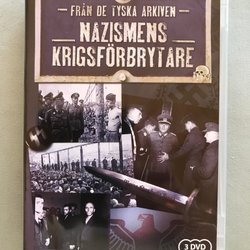 FRÅN DE TYSKA ARKIVEN
NAZISMENS
KRIGSFÖRBRYTARE
3 DVD